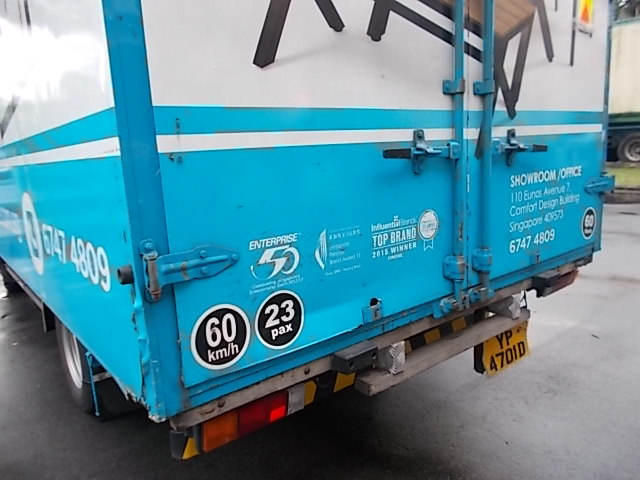 6747 4809
ENTERPRISE
50
60
km/h
23
pax
Influential Brands
TOP BRAND
2015 WINNER
SHOWROOM/OFFICE
110 Eunos Avenue 7,
Comfort Design Building
Singapore 409573
6747 4809
60
YP
4701D